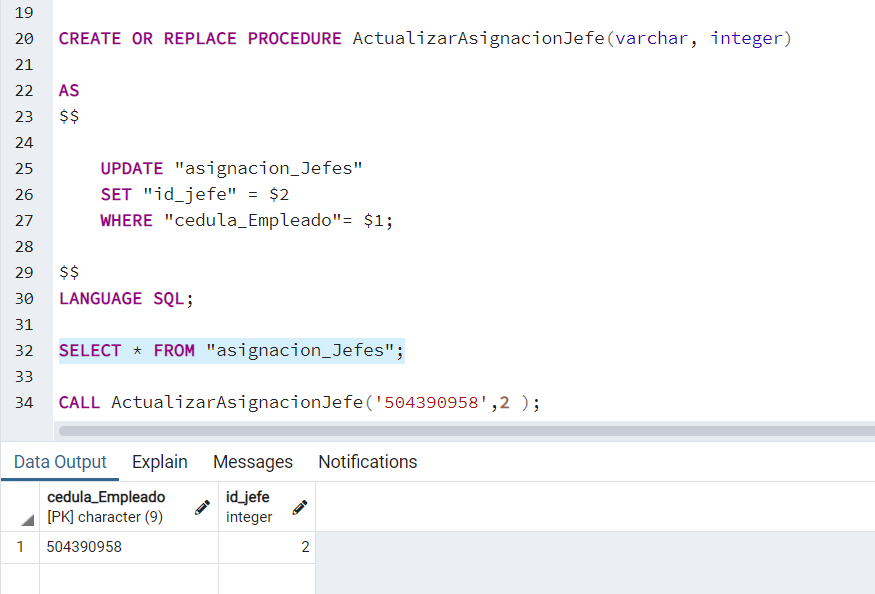 19
20 CREATE OR REPLACE PROCEDURE ActualizarAsignacionJefe(varchar, integer)
21
22 AS
23 $$
24
25 UPDATE "asignacion_Jefes"
26 SET "id_jefe" = $2
27 WHERE "cedula_Empleado"= $1;
28
29 $$
30 LANGUAGE SQL;
31
32 SELECT * FROM "asignacion_Jefes";
33
34 CALL ActualizarAsignacionJefe('504390958',2 );
Data Output Explain Messages Notifications
cedula_Empleado id_jefe
[PK] character (9) integer
1 504390958 2